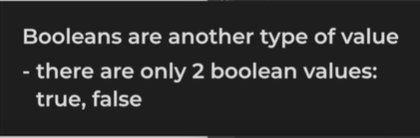 Booleans are another type of value
- there are only 2 boolean values:
true, false